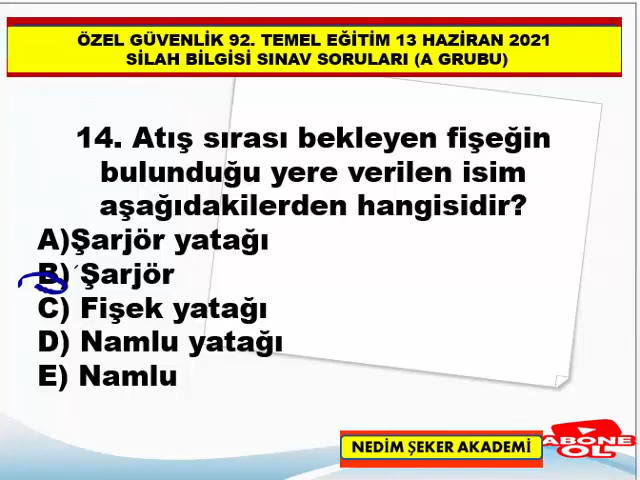 ÖZEL GÜVENLİK 92. TEMEL EĞİTİM 13 HAZİRAN 2021
SİLAH BİLGİSİ SINAV SORULARI (A GRUBU)
14. Atış sırası bekleyen fişeğin
bulunduğu yere verilen isim
aşağıdakilerden hangisidir?
A)Şarjör yatağı
B) Şarjör
C) Fişek yatağı
D) Namlu yatağı
E) Namlu
NEDİM ŞEKER AKADEMİ
ABONE
OL